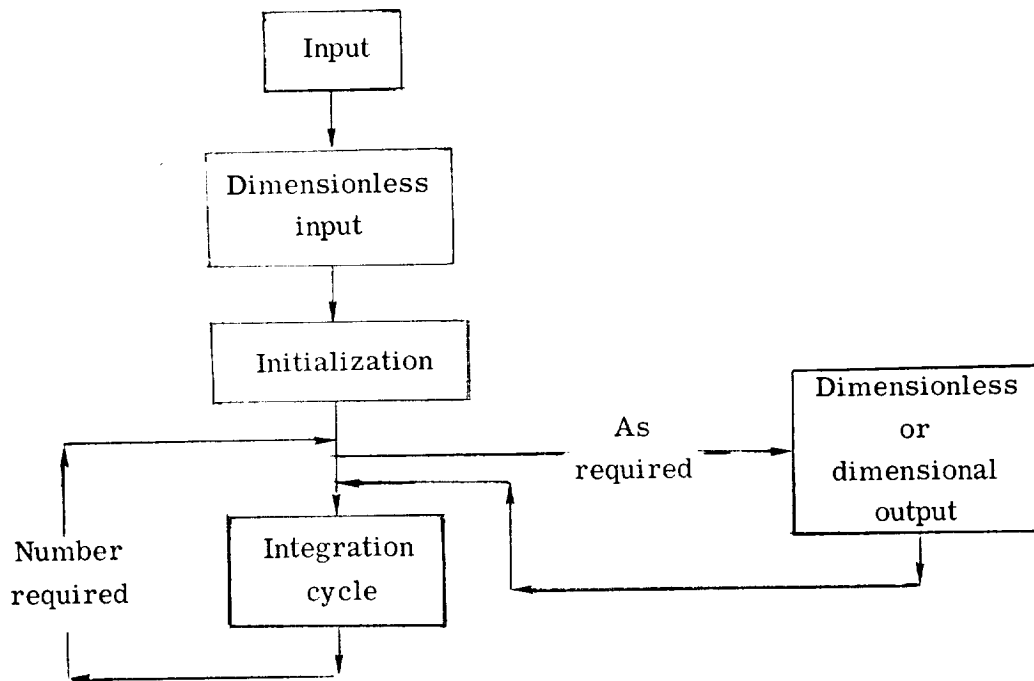 Input
Dimensionless
input
Initialization
As
required
Dimensionless
or
dimensional
output
Number
required
Integration
cycle